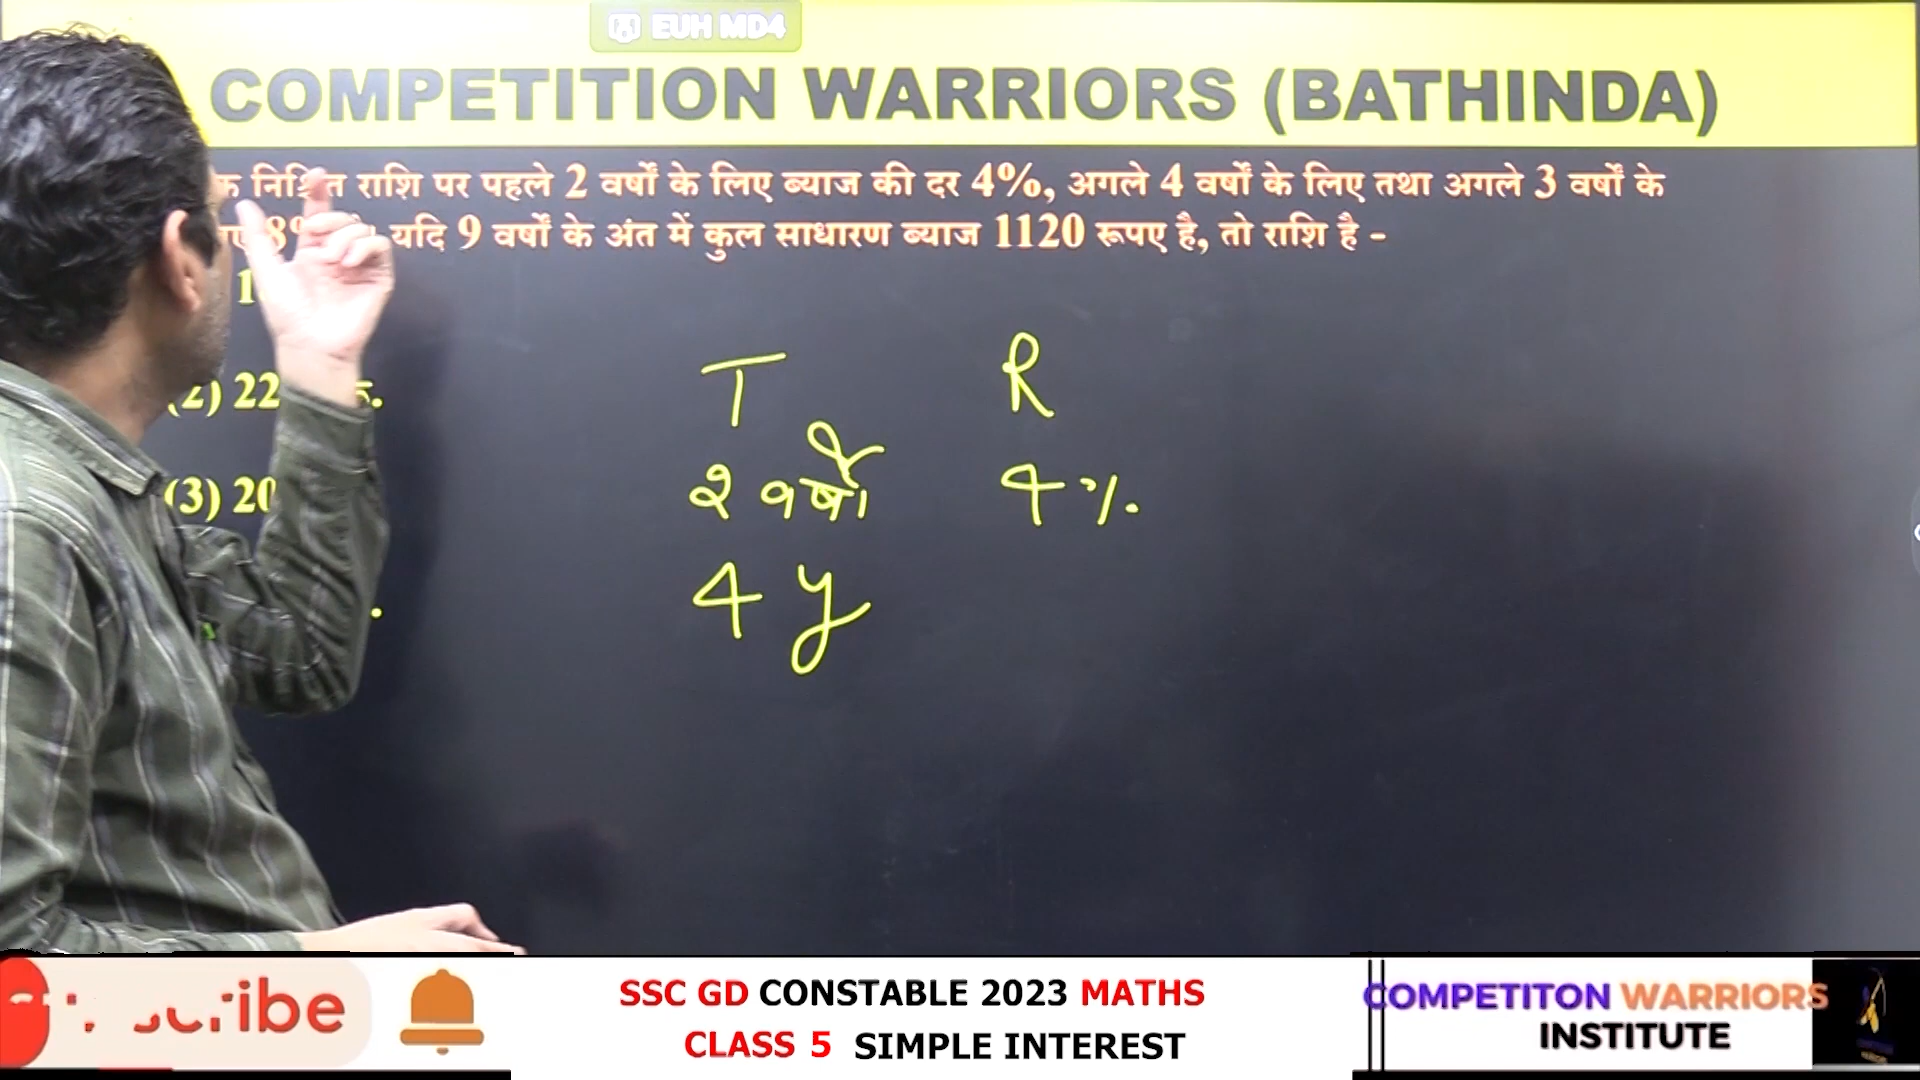 EUH MD4
COMPETITION WARRIORS (BATHINDA)
निश्चित राशि पर पहले 2 वर्षों के लिए ब्याज की दर 4%, अगले 4 वर्षों के लिए तथा अगले 3 वर्षों के
यदि 9 वर्षों के अंत में कुल साधारण ब्याज 1120 रूपए है, तो राशि है -
(2) 22
(3) 20
T R
2 वर्षों 4 %
4 y
SSC GD CONSTABLE 2023 MATHS
CLASS 5 SIMPLE INTEREST
COMPETITON WARRIORS
INSTITUTE